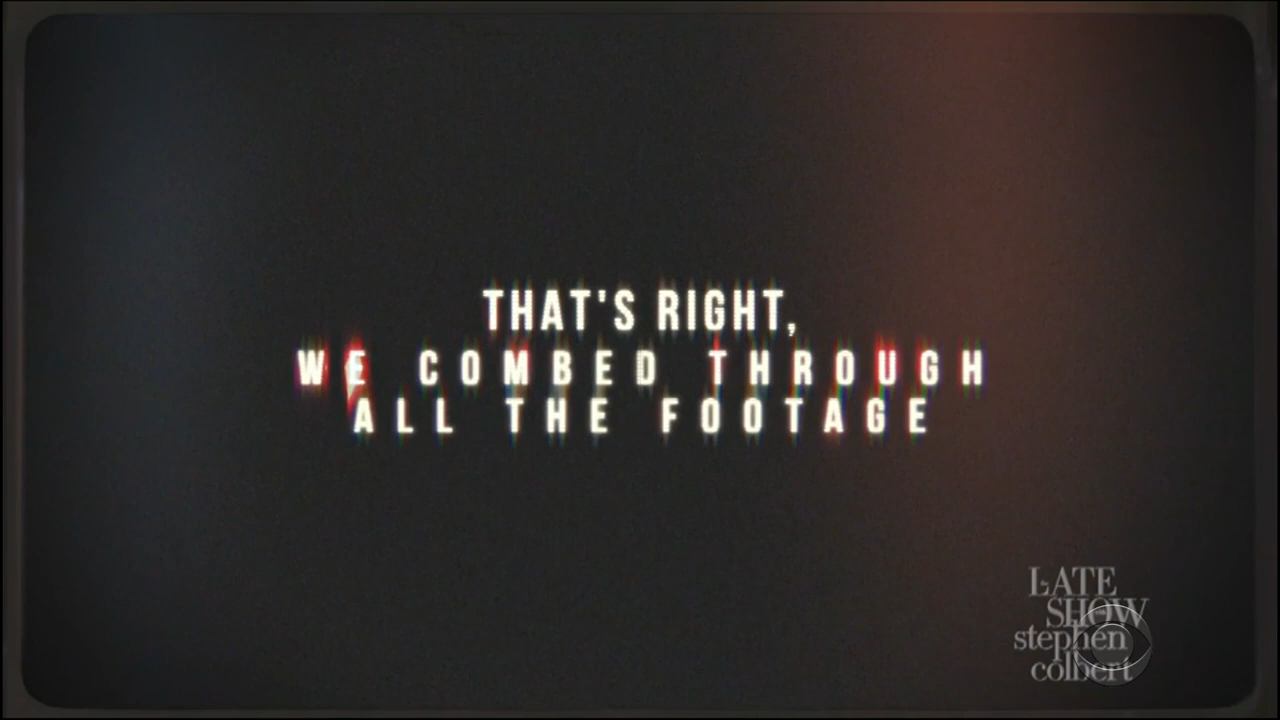 THAT'S RIGHT,
WE COMBED THROUGH
ALL THE FOOTAGE
LATE
SHOW
stephen
colbert